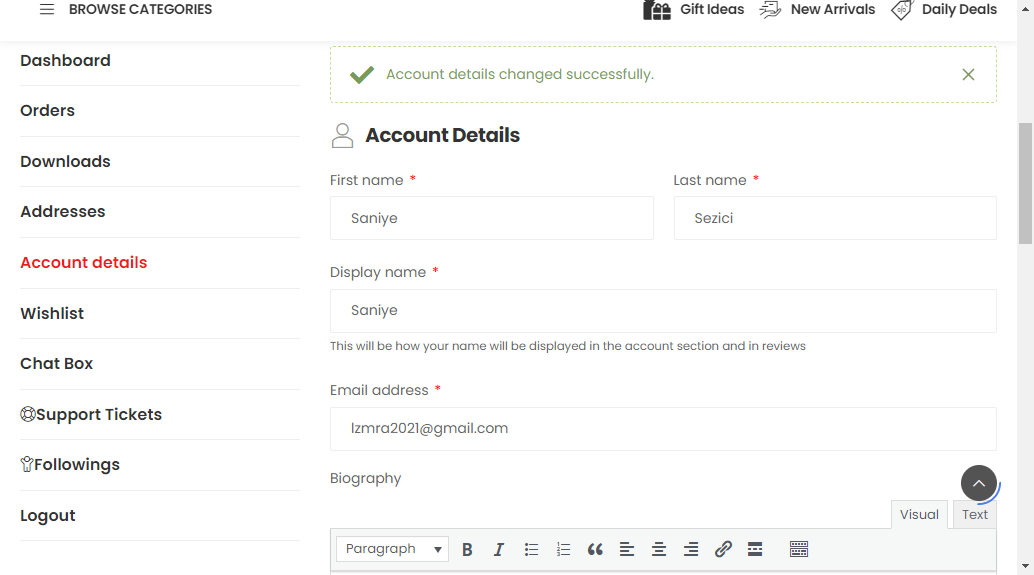 BROWSE CATEGORIES
Gift Ideas
New Arrivals
Daily Deals
Dashboard
Orders
Downloads
Addresses
Account details
Wishlist
Chat Box
Support Tickets
Followings
Logout
Account details changed successfully.
Account Details
First name *
Last name *
Saniye
Sezici
Display name *
Saniye
This will be how your name will be displayed in the account section and in reviews
Email address *
lzmra2021@gmail.com
Biography
Visual
Text
Paragraph